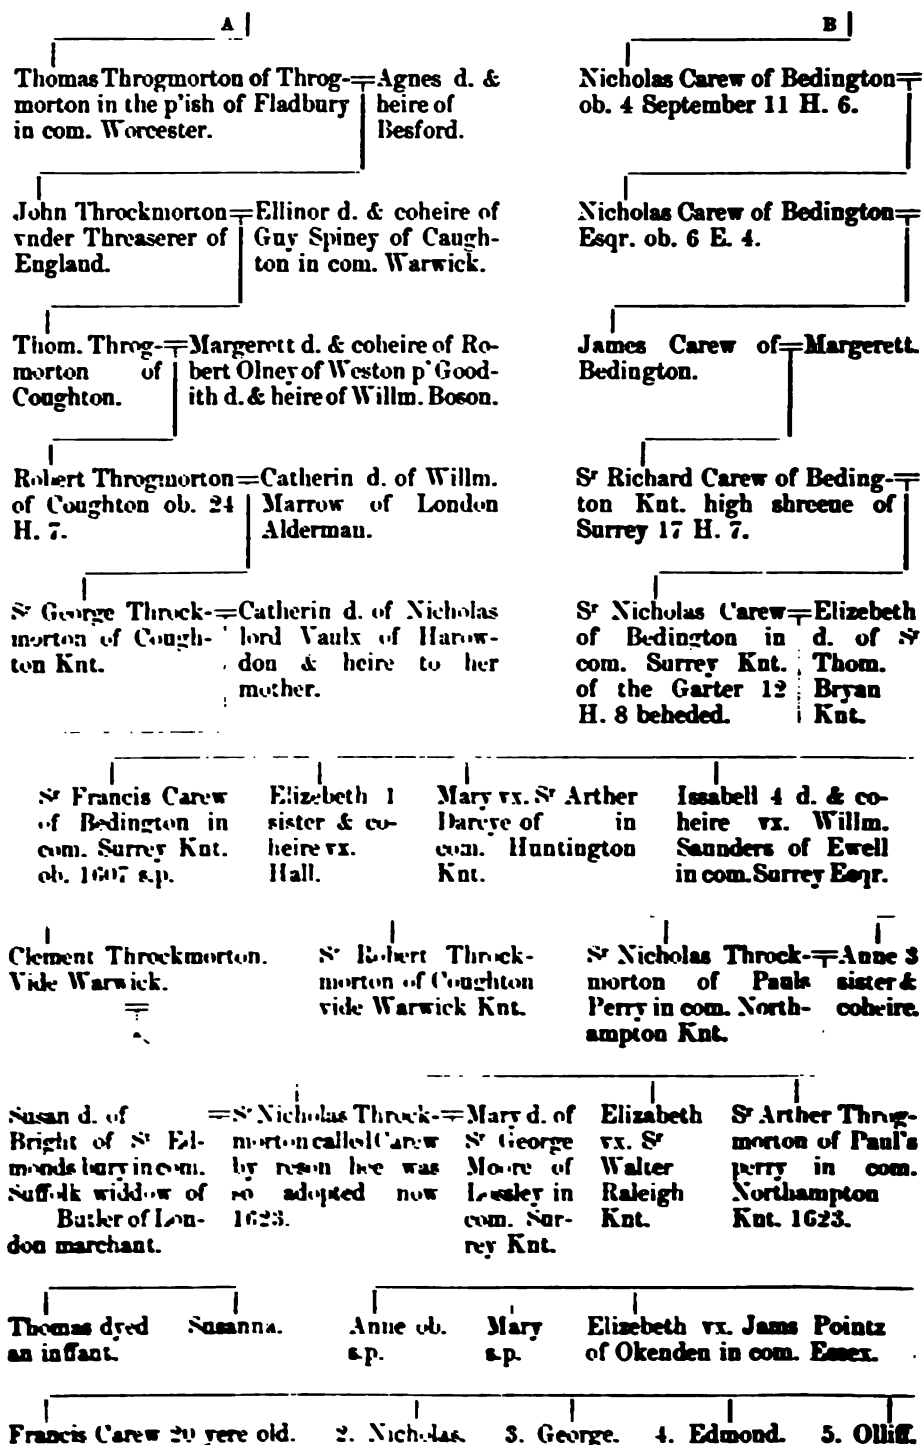 A
B
Thomas Throgmorton of Throg-
morton in the p'ish of Fladbury
in com. Worcester.
Agnes d. &
heire of
Besford.
Nicholas Carew of Bedington
ob. 4 September 11 H. 6.
John Throckmorton
vnder Threaserer of
England.
Ellinor d. & coheire of
Guy Spiney of Caugh-
ton in com. Warwick.
Nicholas Carew of Bedington
Esqr. ob. 6 E. 4.
Thom. Throg-
morton of
Coughton.
Margerett d. & coheire of Ro-
bert Olney of Weston p' Good-
ith d. & heire of Willm. Boson.
James Carew of
Bedington.
Margerett.
Robert Throgmorton
of Coughton ob. 24
H. 7.
Catherin d. of Willm.
Marrow of London
Alderman.
Sr Richard Carew of Beding-
ton Knt. high shreene of
Surrey 17 H. 7.
Sr George Throck-
morton of Cough-
ton Knt.
Catherin d. of Nicholas
lord Vaulx of Harow-
don & heire to her
mother.
Sr Nicholas Carew
of Bedington in
com. Surrey Knt.
of the Garter 12
H. 8 beheded.
Elizebeth
d. of Sr
Thom.
Bryan
Knt.
Sr Francis Carew
of Bedington in
com. Surrey Knt.
ob. 1607 s.p.
Elizebeth 1
sister & co-
heire vx.
Hall.
Mary vx. Sr Arther
Darcye of in
com. Huntington
Knt.
Issabell 4 d. & co-
heire vx. Willm.
Saunders of Ewell
in com. Surrey Esqr.
Clement Throckmorton.
Vide Warwick.
Sr Robert Throck-
morton of Coughton
vide Warwick Knt.
Sr Nicholas Throck-
morton of Pauls
Perry in com. North-
ampton Knt.
Anne 3
sister &
coheire.
Susan d. of
Bright of St Ed-
monds bury in com.
Suffolk widdow of
Butler of Lon-
don marchant.
Sr Nicholas Throck-
morton called Carew
by reson hee was
so adopted now
1623.
Mary d. of
Sr George
Moore of
Lossley in
com. Sur-
rey Knt.
Elizabeth
vx. Sr
Walter
Raleigh
Knt.
Sr Arther Throg-
morton of Paul's
perry in com.
Northampton
Knt. 1623.
Thomas dyed
an inffant.
Susanna.
Anne ob.
s.p.
Mary
s.p.
Elizebeth vx. Jams Pointz
of Okenden in com. Essex.
Francis Carew 20 yere old.
2. Nicholas.
3. George.
4. Edmond.
5. Olliff.